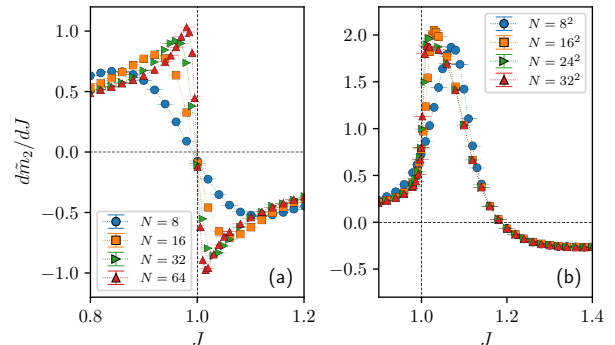 dm̃₂/dJ
1.0
0.5
0.0
−0.5
−1.0
N = 8
N = 16
N = 32
N = 64
(a)
0.8
1.0
1.2
J
2.0
1.5
1.0
0.5
0.0
−0.5
N = 8²
N = 16²
N = 24²
N = 32²
(b)
1.0
1.2
1.4
J